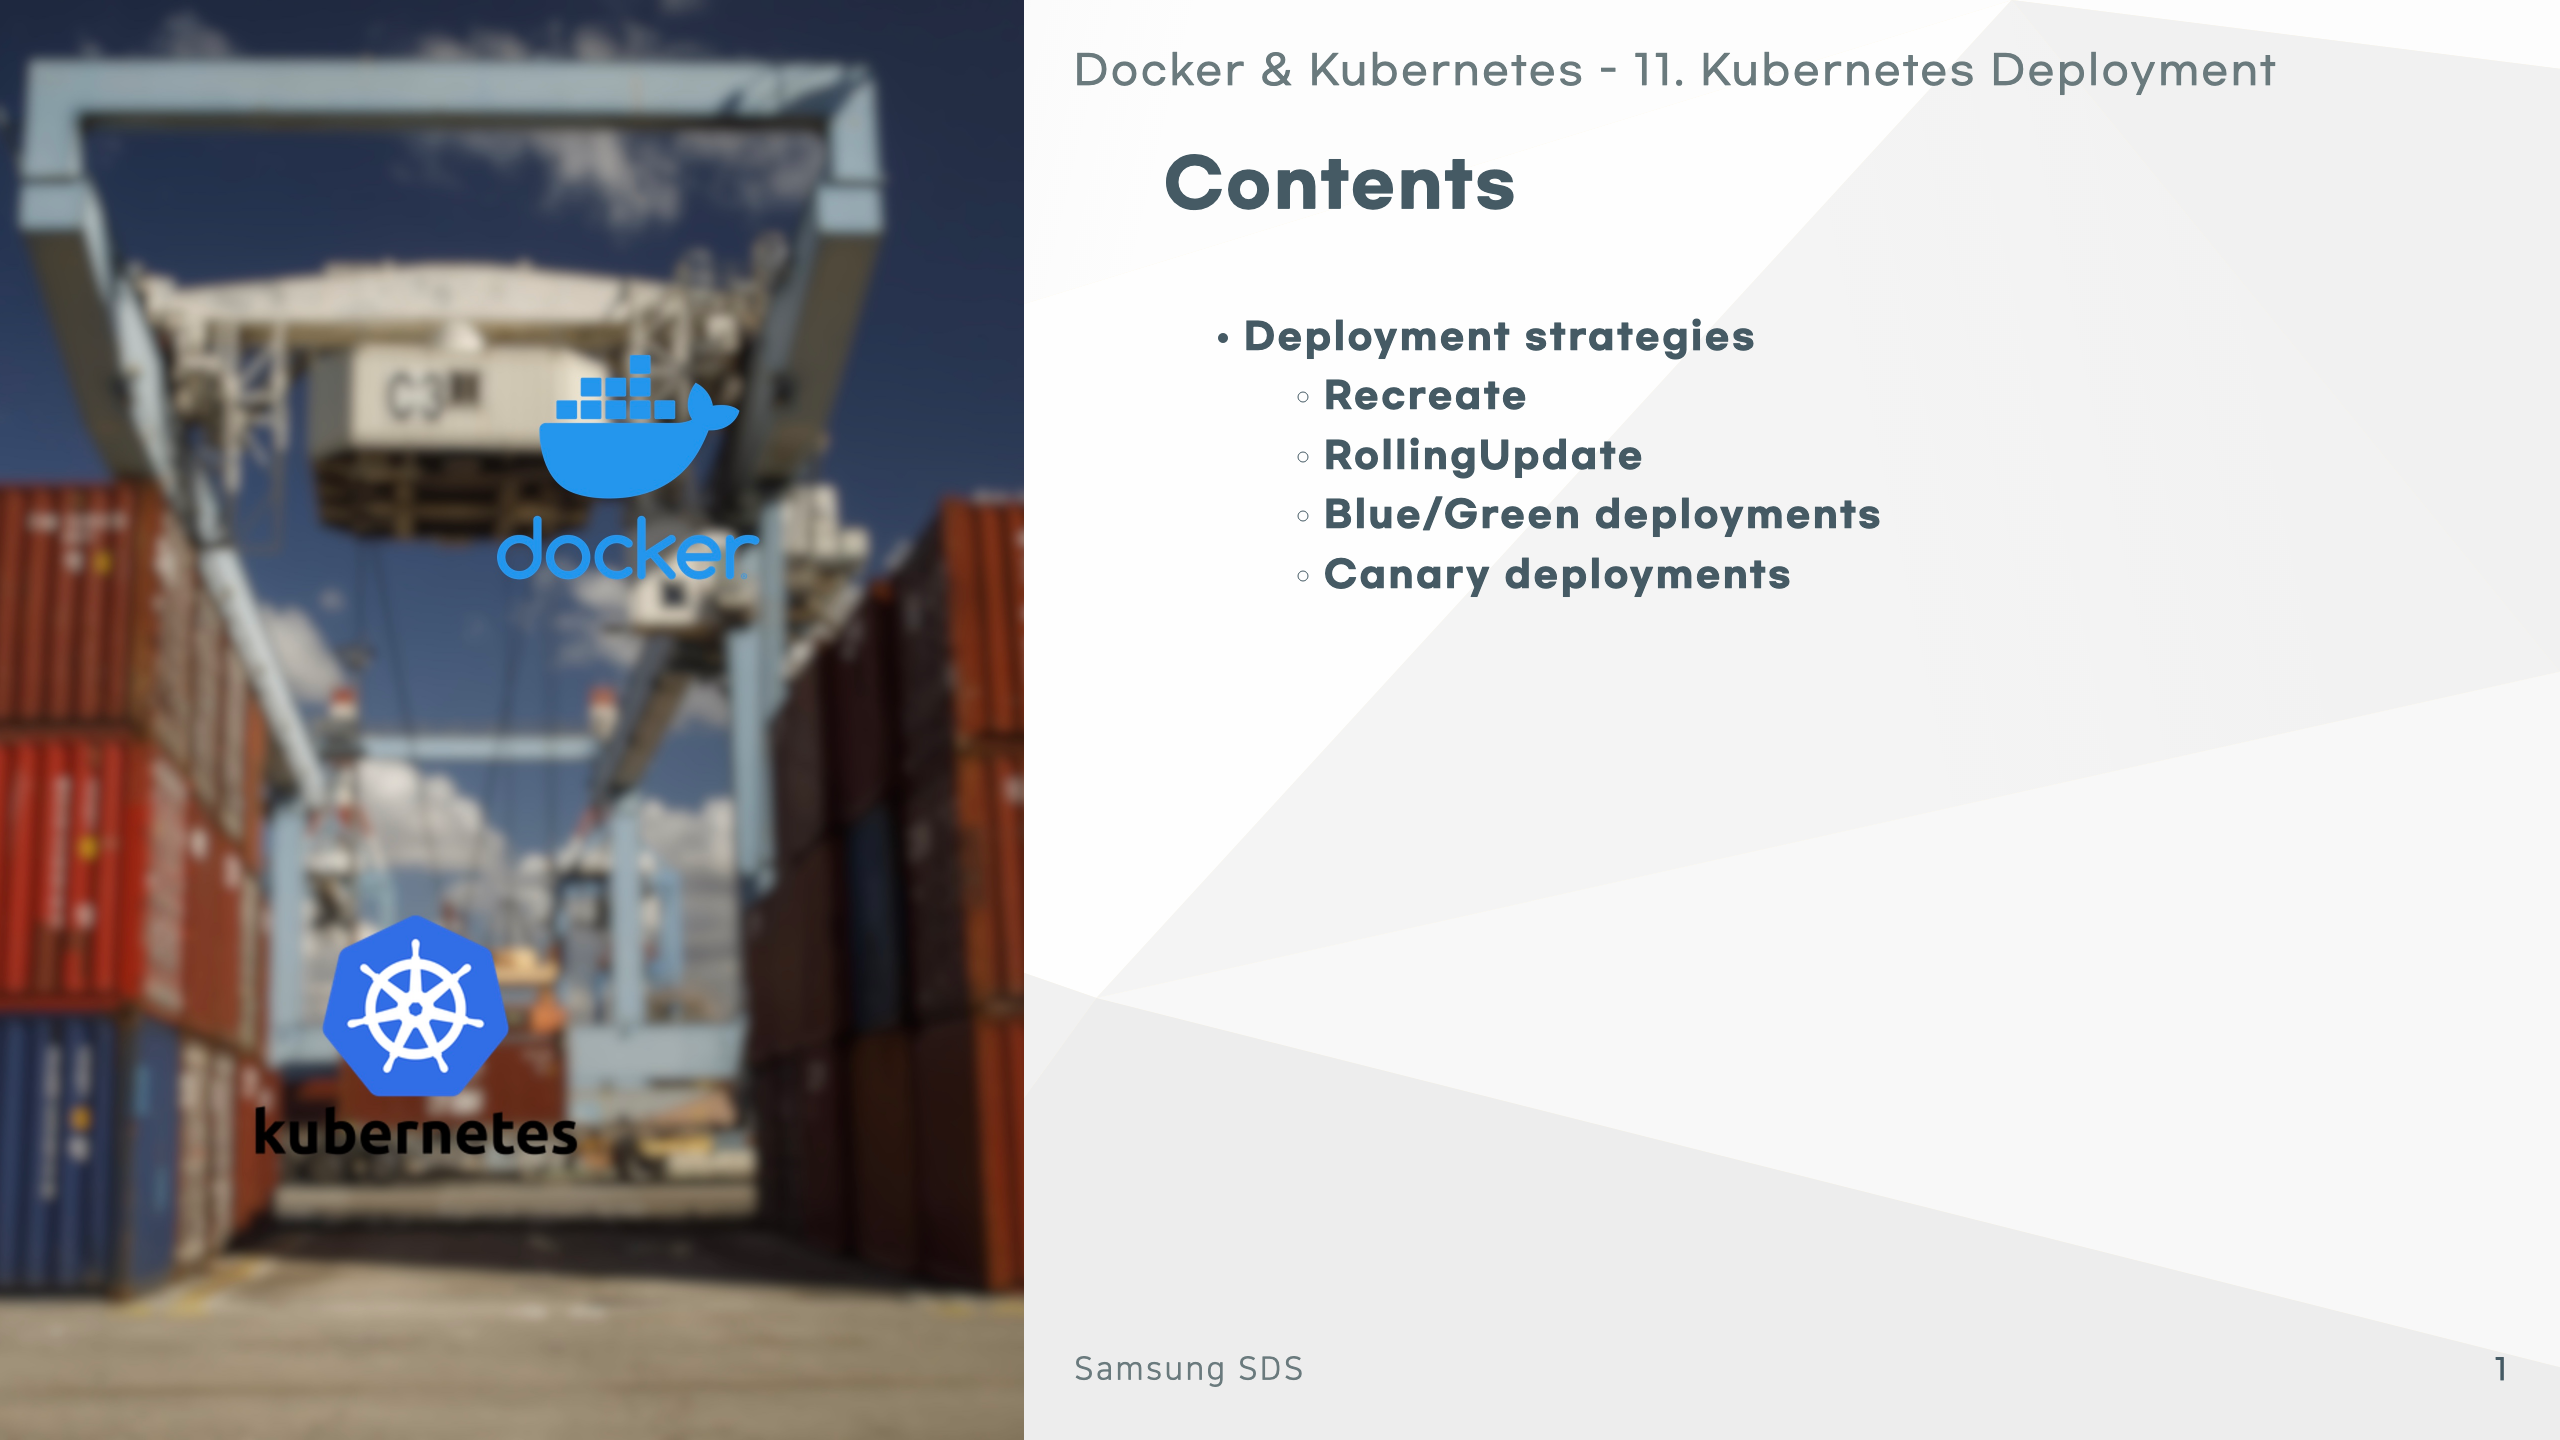 Docker & Kubernetes - 11. Kubernetes Deployment
Contents
• Deployment strategies
◦ Recreate
◦ RollingUpdate
◦ Blue/Green deployments
◦ Canary deployments
C3
docker
kubernetes
Samsung SDS
1